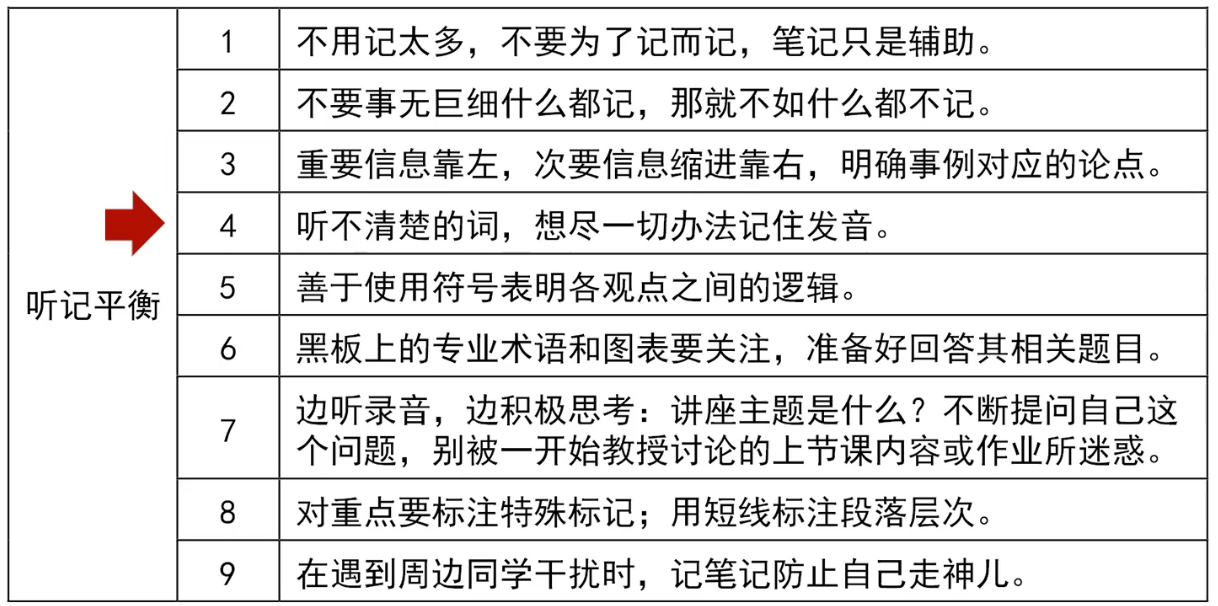 听记平衡
1 不用记太多，不要为了记而记，笔记只是辅助。
2 不要事无巨细什么都记，那就不如什么都不记。
3 重要信息靠左，次要信息缩进靠右，明确事例对应的论点。
4 听不清楚的词，想尽一切办法记住发音。
5 善于使用符号表明各观点之间的逻辑。
6 黑板上的专业术语和图表要关注，准备好回答其相关题目。
7 边听录音，边积极思考：讲座主题是什么？不断提问自己这
个问题，别被一开始教授讨论的上节课内容或作业所迷惑。
8 对重点要标注特殊标记；用短线标注段落层次。
9 在遇到周边同学干扰时，记笔记防止自己走神儿。